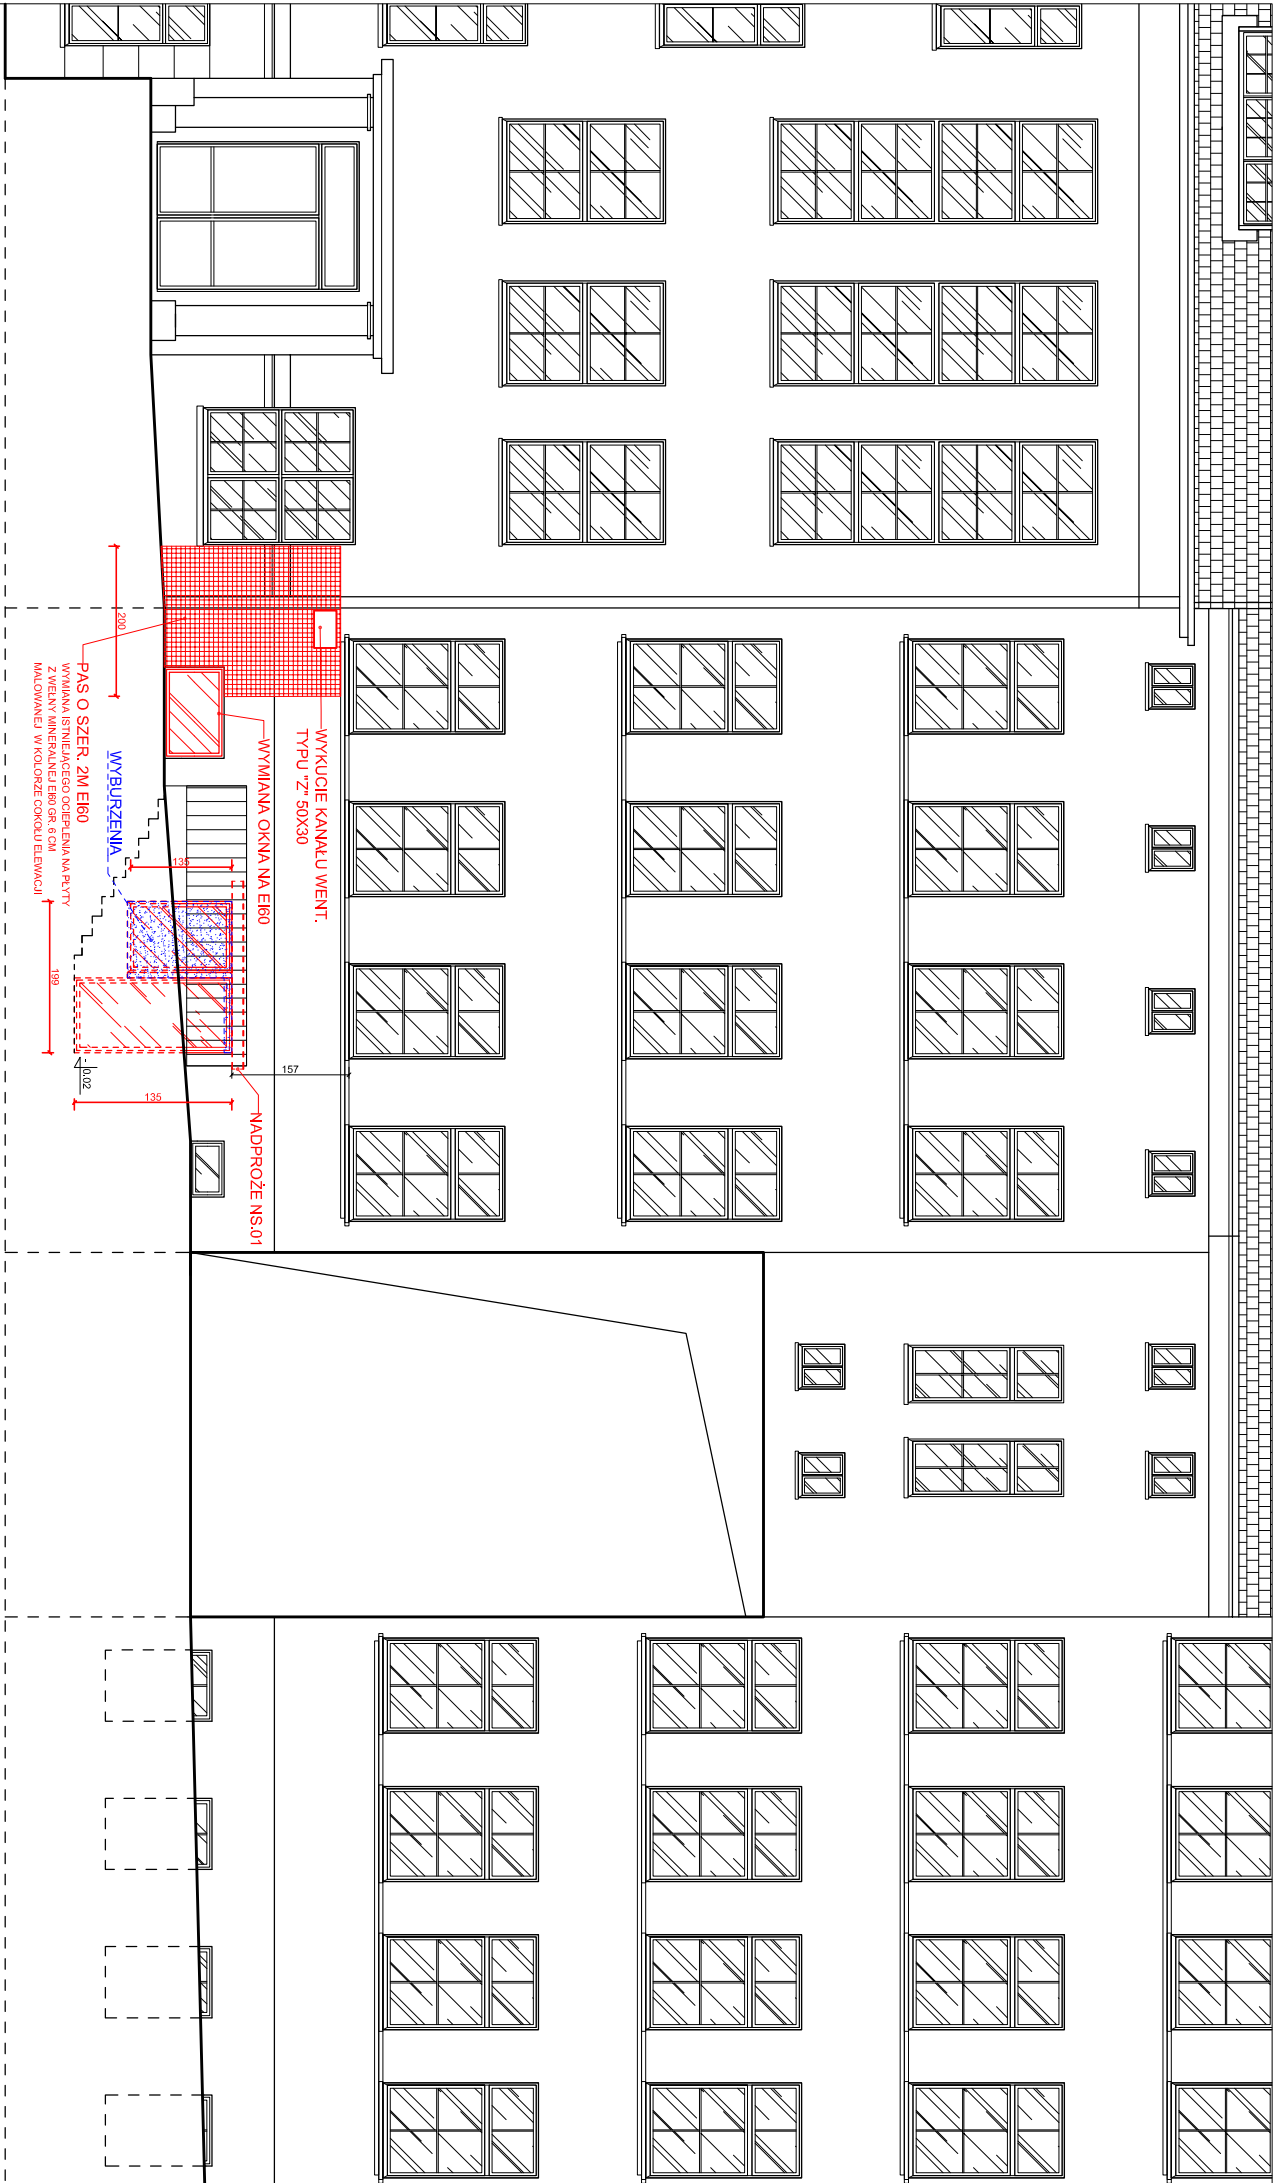 WYKUCIE KANAŁU WENT.
TYPU "Z" 50X30
WYMIANA OKNA NA EI60
NADPROŻE NS.01
157
200
135
WYBURZENIA
PAS O SZER. 2M EI60
WYMIANA ISTNIEJĄCEGO OCIEPLENIA NA PŁYTY
Z WEŁNY MINERALNEJ EI60 GR. 6 CM
MALOWANEJ W KOLORZE COKOŁU ELEWACJI
199
-0.02
135